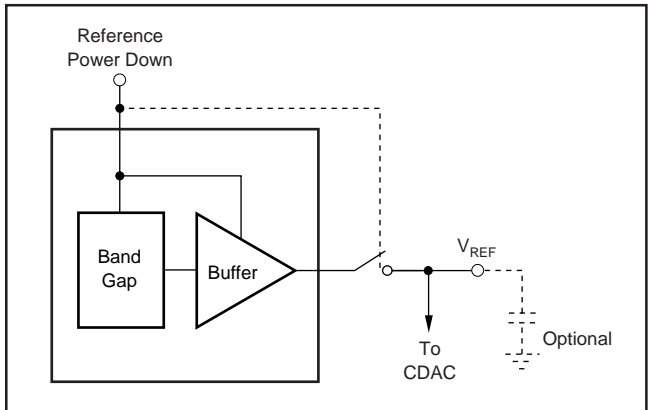 Reference
Power Down
Band
Gap
Buffer
VREF
To
CDAC
Optional